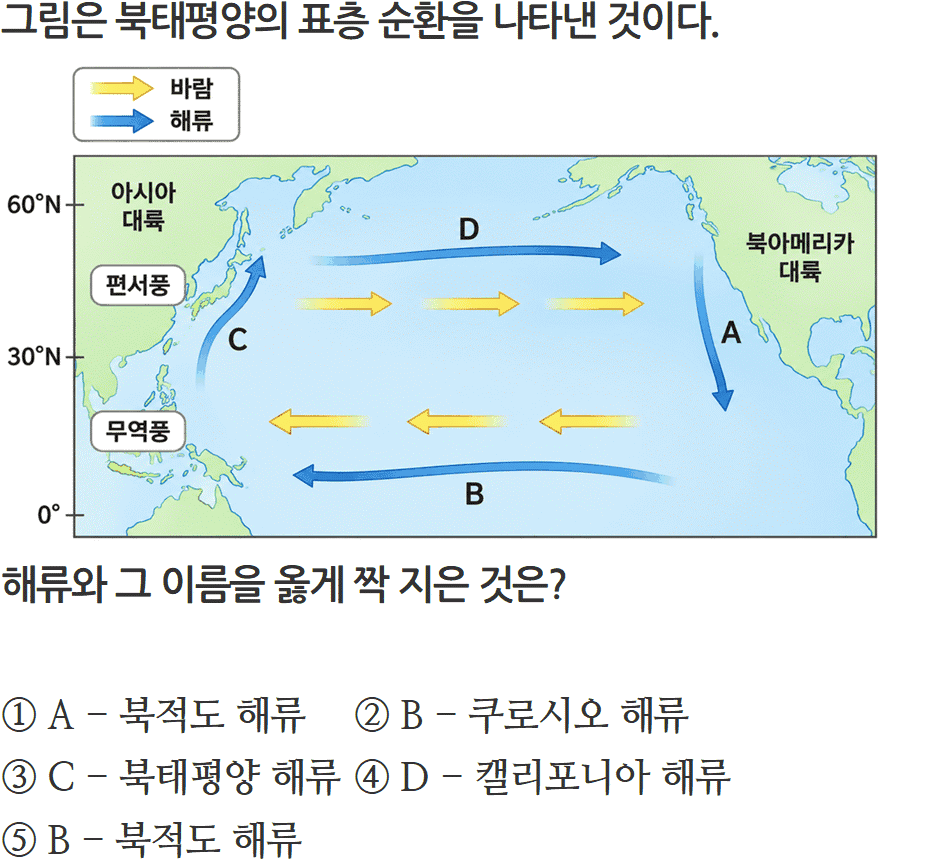 그림은 북태평양의 표층 순환을 나타낸 것이다.
바람
해류
60°N
아시아
대륙
D
북아메리카
대륙
편서풍
C
A
30°N
무역풍
B
0°
해류와 그 이름을 옳게 짝 지은 것은?
① A - 북적도 해류 ② B - 쿠로시오 해류
③ C - 북태평양 해류 ④ D - 캘리포니아 해류
⑤ B - 북적도 해류